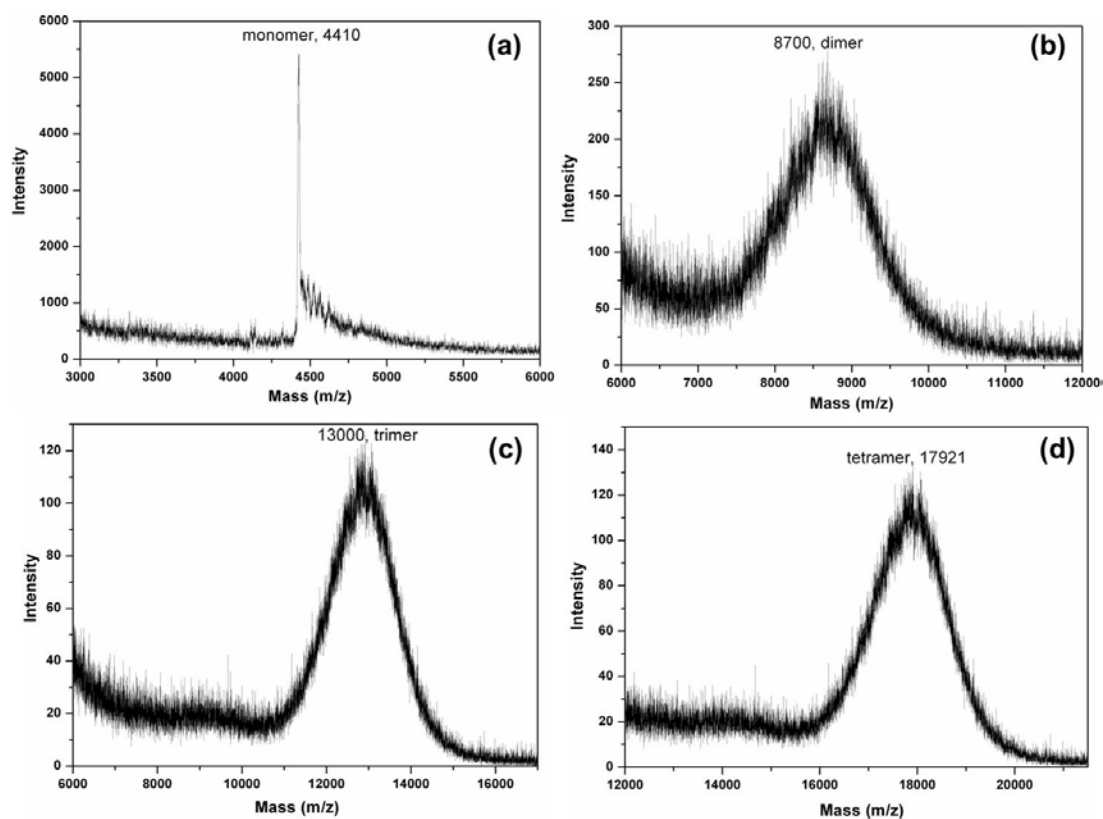 monomer, 4410
(a)
6000
5000
4000
3000
2000
1000
0
Intensity
3000 3500 4000 4500 5000 5500 6000
Mass (m/z)
8700, dimer
(b)
300
250
200
150
100
50
0
Intensity
6000 7000 8000 9000 10000 11000 12000
Mass (m/z)
13000, trimer
(c)
120
100
80
60
40
20
0
Intensity
6000 8000 10000 12000 14000 16000
Mass (m/z)
tetramer, 17921
(d)
140
120
100
80
60
40
20
0
Intensity
12000 14000 16000 18000 20000
Mass (m/z)